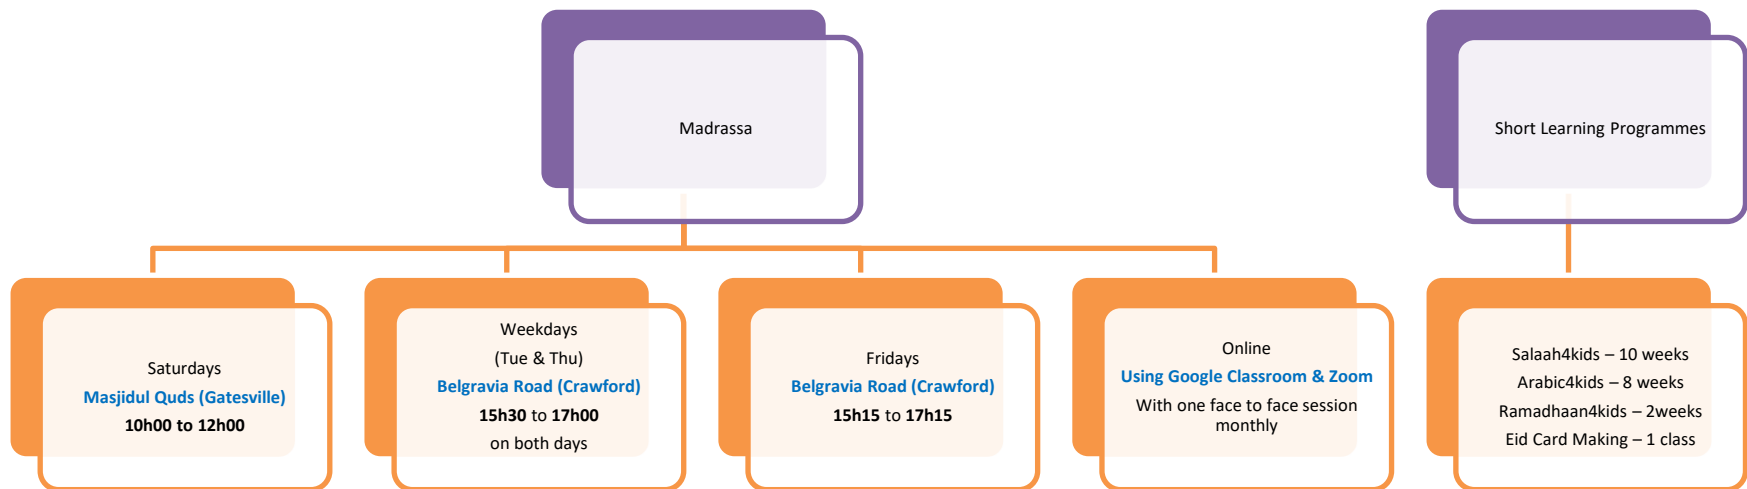 Madrassa
Short Learning Programmes
Saturdays
Masjidul Quds (Gatesville)
10h00 to 12h00
Weekdays
(Tue & Thu)
Belgravia Road (Crawford)
15h30 to 17h00
on both days
Fridays
Belgravia Road (Crawford)
15h15 to 17h15
Online
Using Google Classroom & Zoom
With one face to face session
monthly
Salaah4kids – 10 weeks
Arabic4kids – 8 weeks
Ramadhaan4kids – 2weeks
Eid Card Making – 1 class